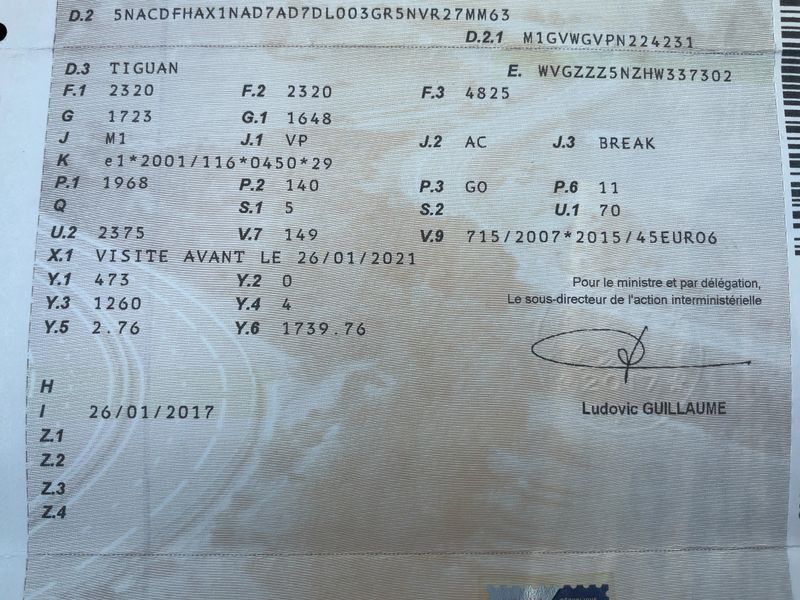 D.2 5NACDFHAX1NAD7AD7DL003GR5NVR27MM63
D.2.1 M1GVWGVPN224231
D.3 TIGUAN E. WVGZZZ5NZHW337302
F.1 2320 F.2 2320 F.3 4825
G 1723 G.1 1648
J M1 J.1 VP J.2 AC J.3 BREAK
K e1*2001/116*0450*29
P.1 1968 P.2 140 P.3 GO P.6 11
Q S.1 5 S.2 U.1 70
U.2 2375 V.7 149 V.9 715/2007*2015/45EURO6
X.1 VISITE AVANT LE 26/01/2021
Y.1 473 Y.2 0
Y.3 1260 Y.4 4
Y.5 2.76 Y.6 1739.76
Pour le ministre et par délégation,
Le sous-directeur de l'action interministérielle
Ludovic GUILLAUME
H
I 26/01/2017
Z.1
Z.2
Z.3
Z.4